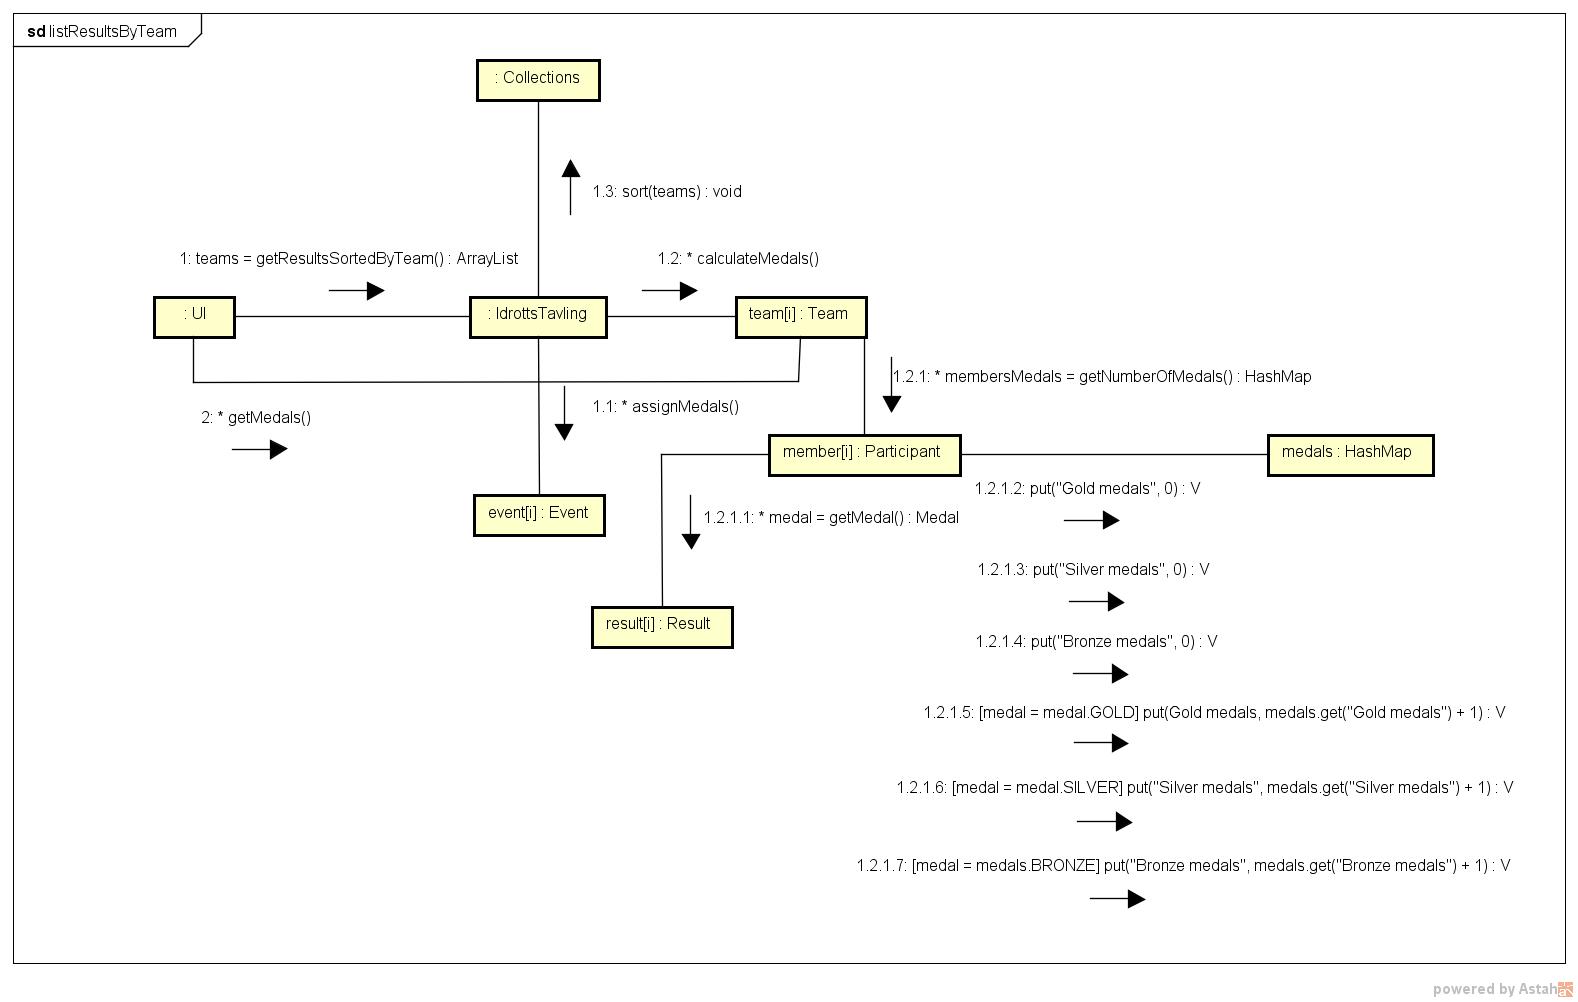 sd listResultsByTeam
: Collections
1.3: sort(teams) : void
1: teams = getResultsSortedByTeam() : ArrayList
1.2: * calculateMedals()
: UI
: IdrottsTavling
team[i] : Team
1.2.1: * membersMedals = getNumberOfMedals() : HashMap
1.1: * assignMedals()
2: * getMedals()
member[i] : Participant
medals : HashMap
1.2.1.2: put("Gold medals", 0) : V
event[i] : Event
1.2.1.1: * medal = getMedal() : Medal
1.2.1.3: put("Silver medals", 0) : V
result[i] : Result
1.2.1.4: put("Bronze medals", 0) : V
1.2.1.5: [medal = medal.GOLD] put(Gold medals, medals.get("Gold medals") + 1) : V
1.2.1.6: [medal = medal.SILVER] put("Silver medals", medals.get("Silver medals") + 1) : V
1.2.1.7: [medal = medals.BRONZE] put("Bronze medals", medals.get("Bronze medals") + 1) : V
powered by Astah